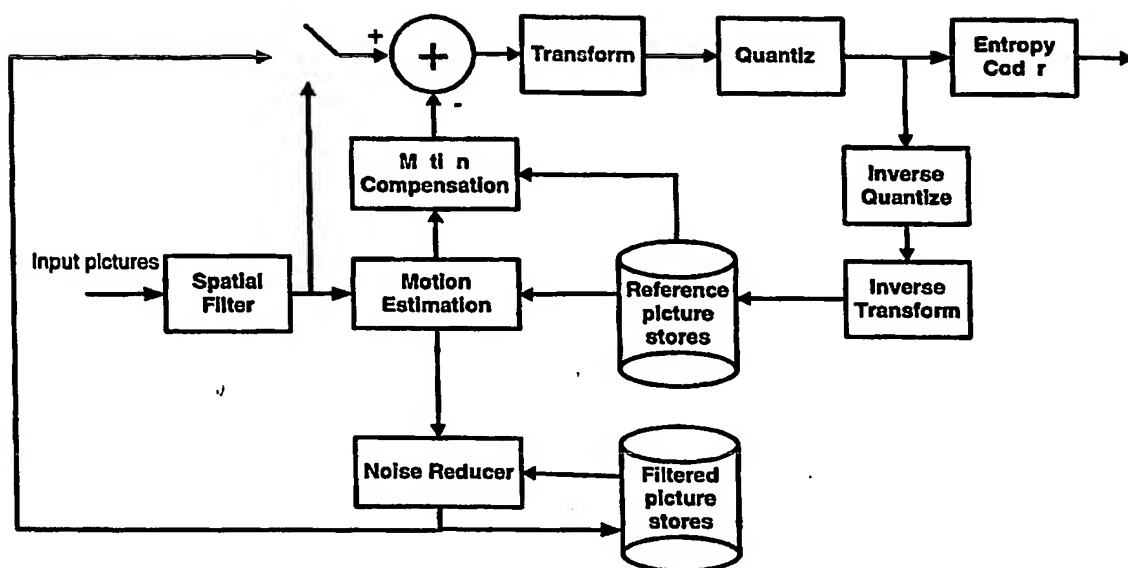 +
+
Transform
Quantiz
Entropy
Cod r
-
M ti n
Compensation
Inverse
Quantize
Input pictures
Spatial
Filter
Motion
Estimation
Reference
picture
stores
Inverse
Transform
Noise Reducer
Filtered
picture
stores